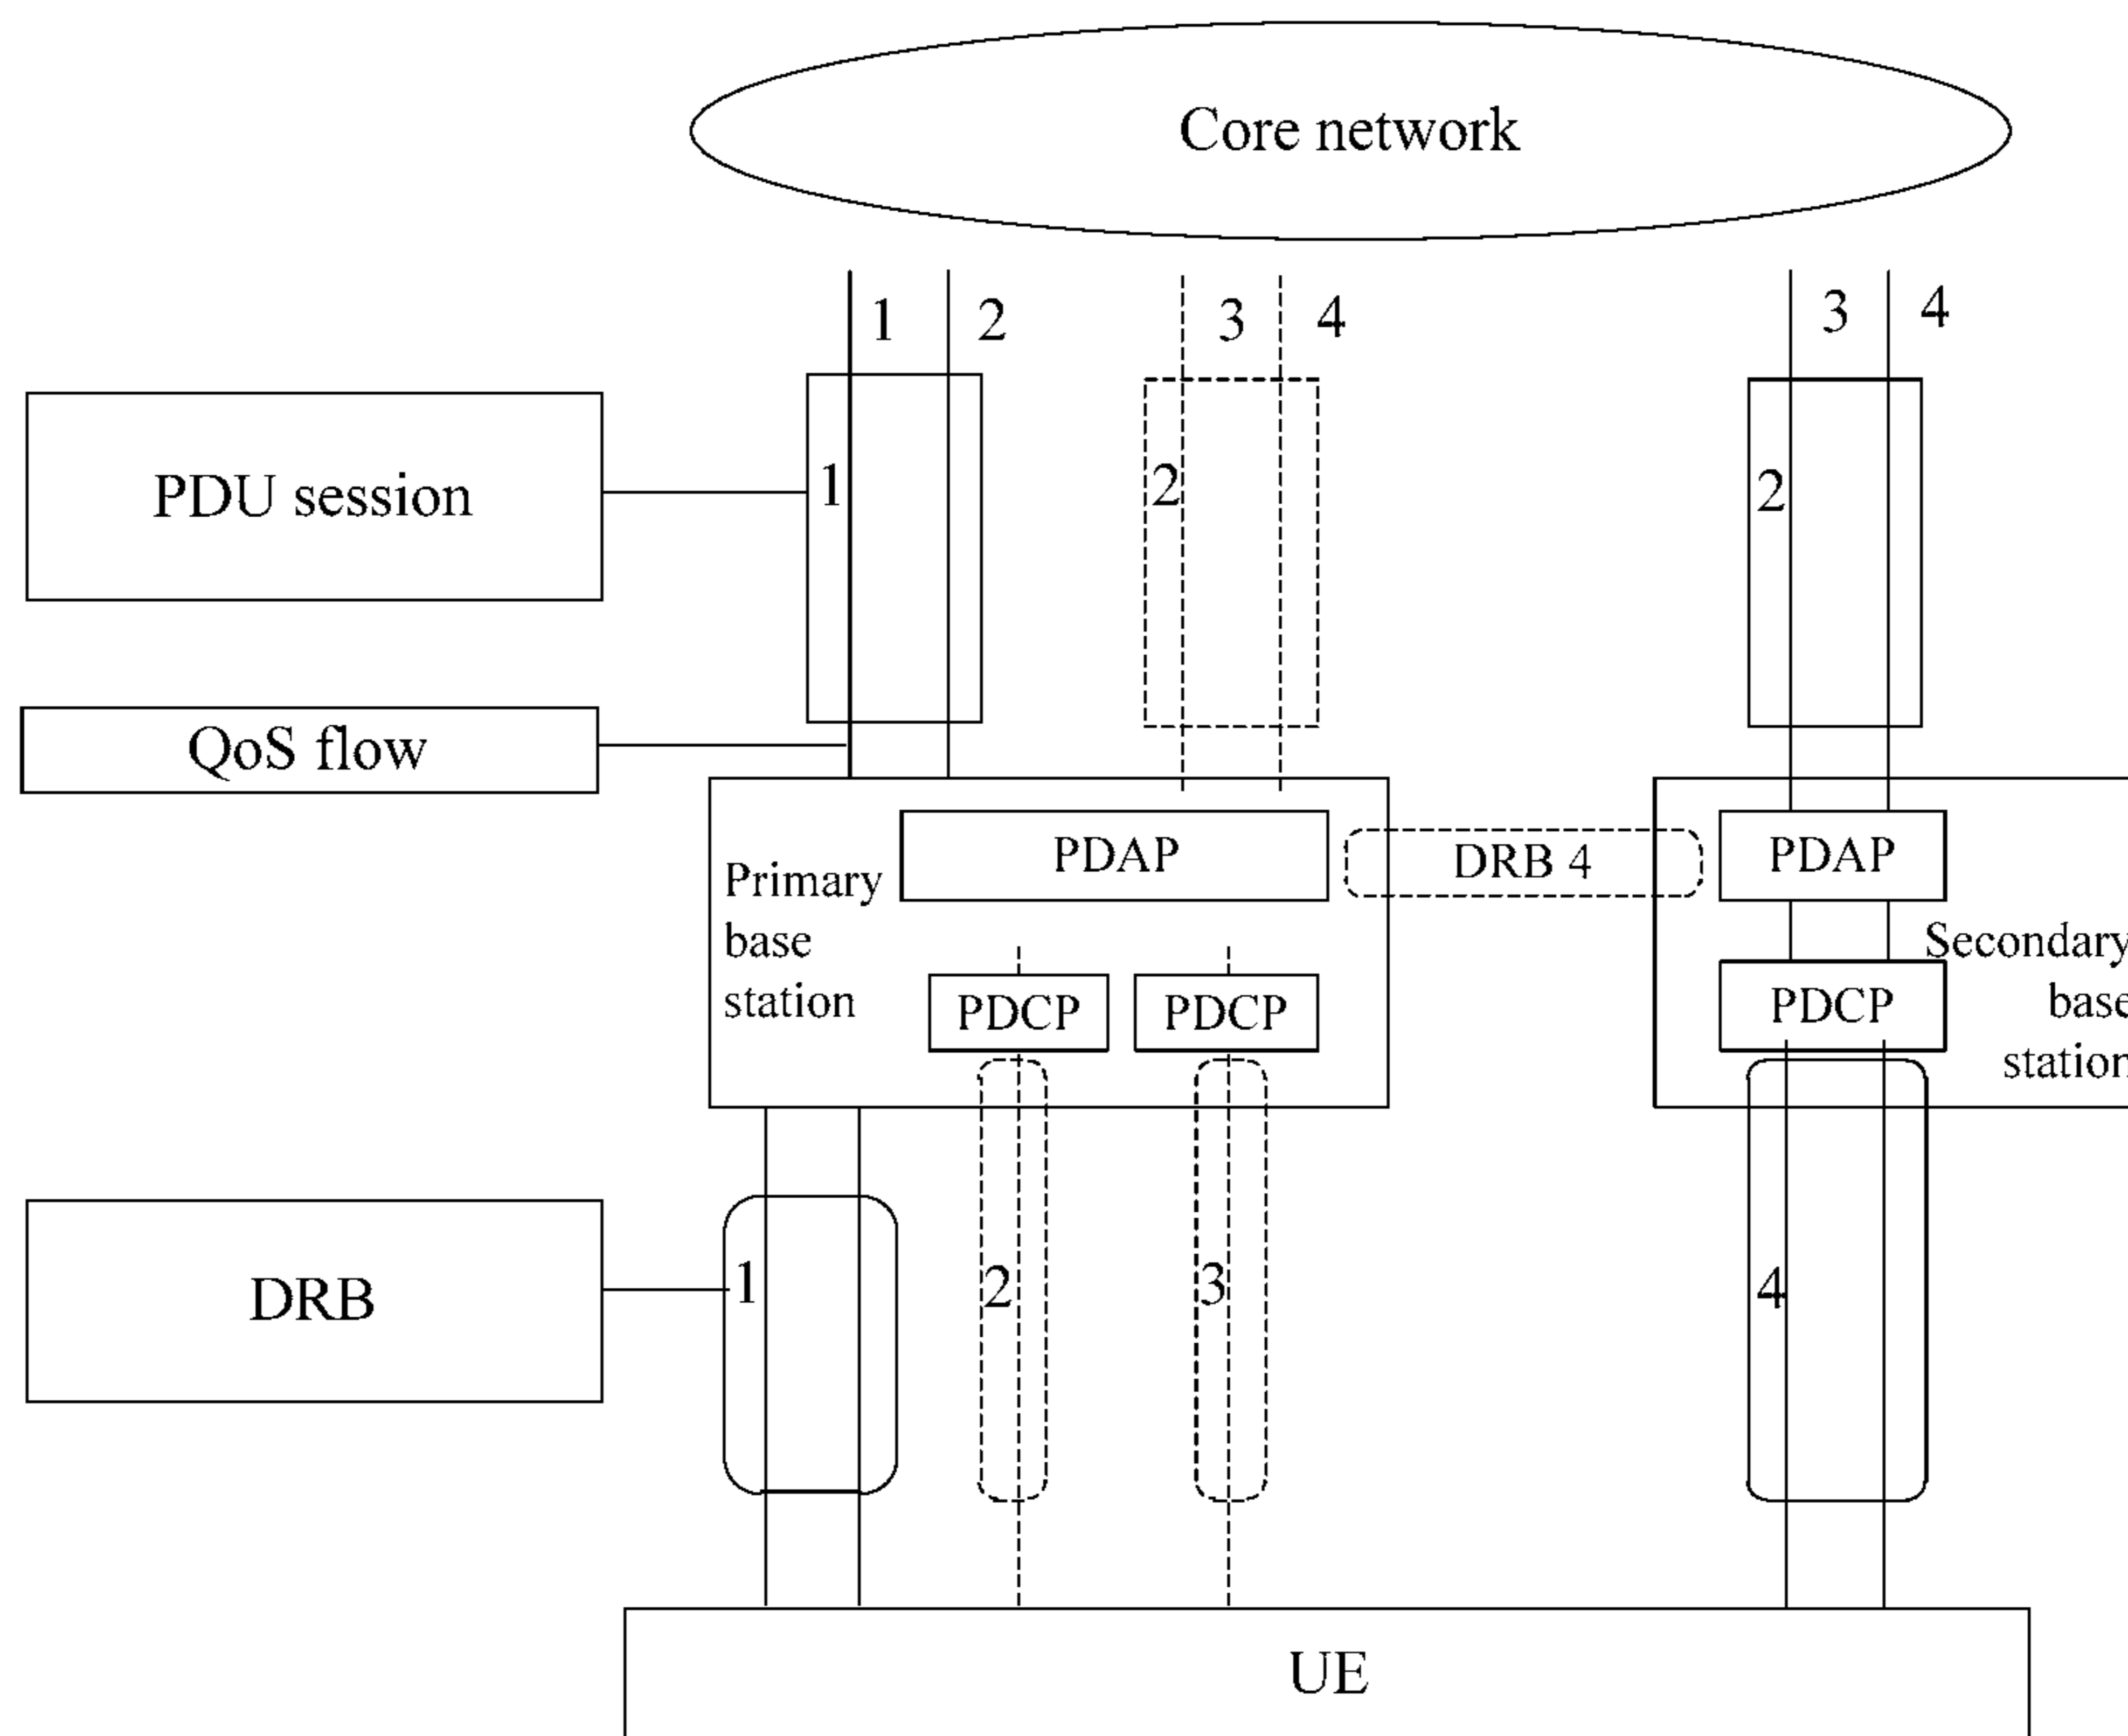 Core network
1 2 3 4 3 4
PDU session
1 2 2
QoS flow
PDAP
DRB 4
PDAP
Primary
base
station
Secondary
base
station
PDCP
PDCP
PDCP
DRB
1 2 3 4
UE